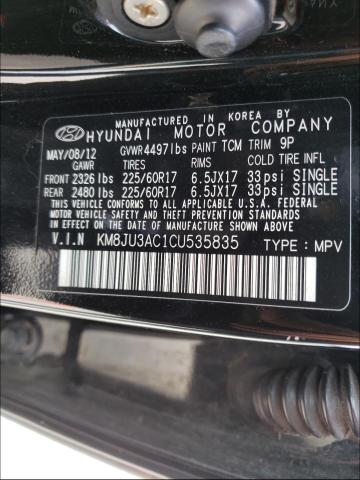 MANUFACTURED IN KOREA BY
HYUNDAI MOTOR COMPANY
MAY/08/12 GVWR4497lbs PAINT TCM TRIM 9P
GAWR TIRES RIMS COLD TIRE INFL
FRONT 2326 lbs 225/60R17 6.5JX17 33psi SINGLE
REAR 2480 lbs 225/60R17 6.5JX17 33psi SINGLE
THIS VEHICLE CONFORMS TO ALL APPLICABLE U.S.A. FEDERAL
MOTOR VEHICLE SAFETY AND THEFT PREVENTION STANDARDS
IN EFFECT ON THE DATE OF MANUFACTURE SHOWN ABOVE.
V.I.N KM8JU3AC1CU535835 TYPE: MPV